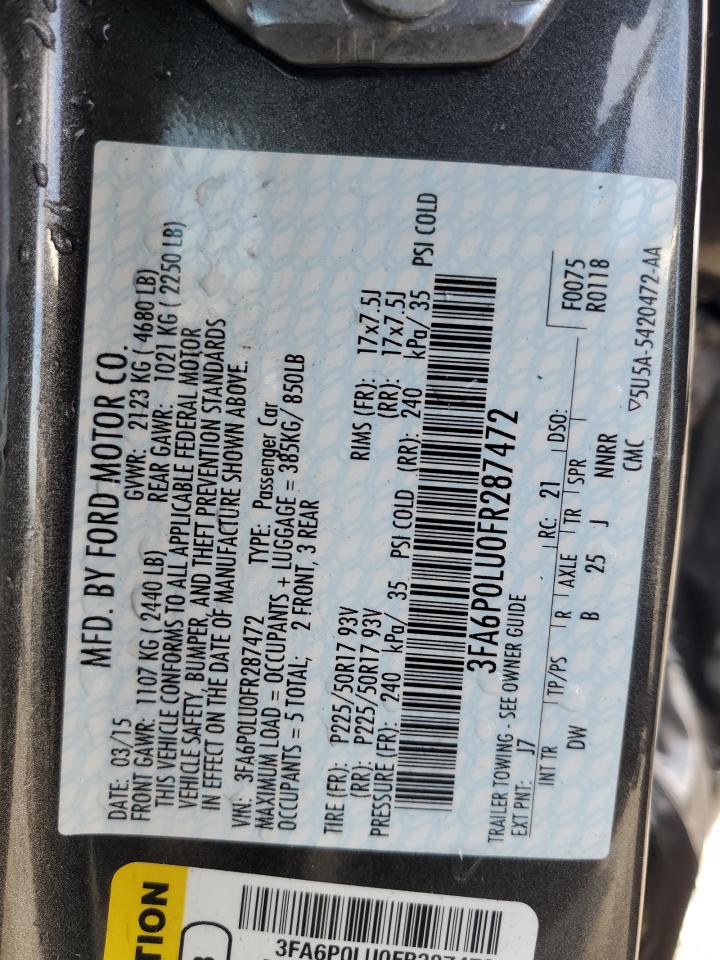 MFD. BY FORD MOTOR CO.
DATE: 03/15 GVWR: 2123 KG ( 4680 LB)
FRONT GAWR: 1107 KG ( 2440 LB) REAR GAWR: 1021 KG ( 2250 LB)
THIS VEHICLE CONFORMS TO ALL APPLICABLE FEDERAL MOTOR
VEHICLE SAFETY, BUMPER, AND THEFT PREVENTION STANDARDS
IN EFFECT ON THE DATE OF MANUFACTURE SHOWN ABOVE.
VIN: 3FA6P0LU0FR287472 TYPE: Passenger Car
MAXIMUM LOAD = OCCUPANTS + LUGGAGE = 385KG/ 850LB
OCCUPANTS = 5 TOTAL; 2 FRONT, 3 REAR
TIRE (FR): P225/50R17 93V RIMS (FR): 17x7.5J
(RR): P225/50R17 93V (RR): 17x7.5J
PRESSURE (FR): 240 kPa/ 35 PSI COLD (RR): 240 kPa/ 35 PSI COLD
3FA6P0LU0FR287472
TRAILER TOWING - SEE OWNER GUIDE
EXT PNT: J7 RC: 21 DSO: F0075
R0118
INT TR TP/PS R AXLE TR SPR
DW B 25 J NNRR
CMC ▽5U5A-5420472-AA
TION
3FA6P0LU0FR28747